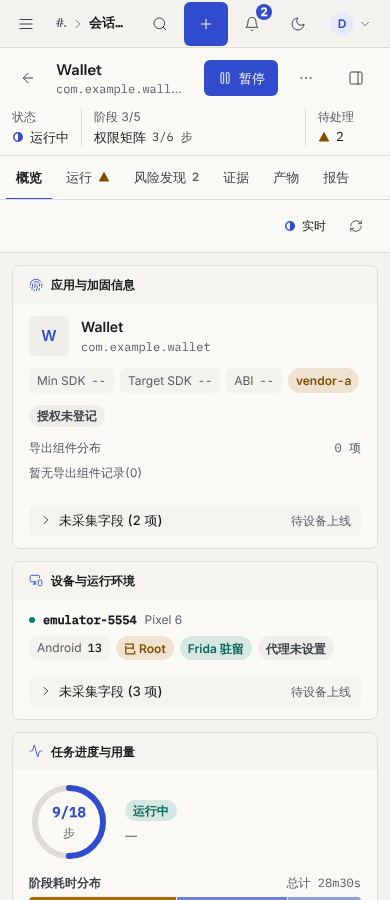 #. > 会话…
2
D
Wallet
com.example.wall...
暂停
状态
阶段 3/5
待处理
运行中
权限矩阵 3/6 步
2
概览
运行
风险发现 2
证据
产物
报告
实时
应用与加固信息
W
Wallet
com.example.wallet
Min SDK --
Target SDK --
ABI --
vendor-a
授权未登记
导出组件分布
0 项
暂无导出组件记录(0)
未采集字段 (2 项)
待设备上线
设备与运行环境
emulator-5554 Pixel 6
Android 13
已 Root
Frida 驻留
代理未设置
未采集字段 (3 项)
待设备上线
任务进度与用量
9/18
步
运行中
—
阶段耗时分布
总计 28m30s